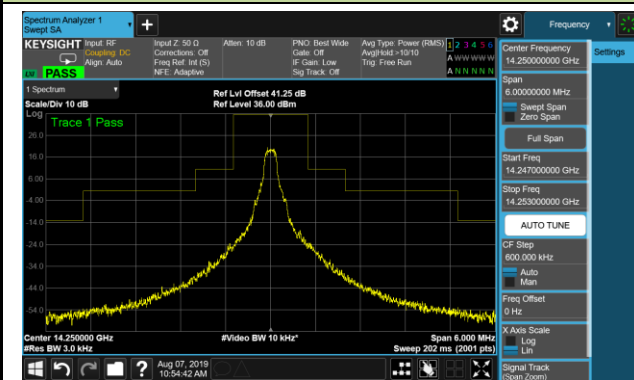 Spectrum Analyzer 1
Swept SA
+
Frequency
KEYSIGHT
Input: RF
Coupling: DC
Align: Auto
Input Z: 50 Ω
Corrections: Off
Freq Ref: Int (S)
NFE: Adaptive
Atten: 10 dB
PNO: Best Wide
Gate: Off
IF Gain: Low
Sig Track: Off
Avg Type: Power (RMS)
Avg|Hold:>10/10
Trig: Free Run
1 2 3 4 5 6
A W W W W W
A N N N N N
PASS
1 Spectrum
Scale/Div 10 dB
Ref Lvl Offset 41.25 dB
Ref Level 36.00 dBm
Log
Trace 1 Pass
26.0
16.0
6.00
-4.00
-14.0
-24.0
-34.0
-44.0
-54.0
Center 14.250000 GHz
#Res BW 3.0 kHz
#Video BW 10 kHz*
Span 6.000 MHz
Sweep 202 ms (2001 pts)
Aug 07, 2019
10:54:42 AM
?
Center Frequency
14.250000000 GHz
Settings
Span
6.00000000 MHz
Swept Span
Zero Span
Full Span
Start Freq
14.247000000 GHz
Stop Freq
14.253000000 GHz
AUTO TUNE
CF Step
600.000 kHz
Auto
Man
Freq Offset
0 Hz
X Axis Scale
Log
Lin
Signal Track
(Span Zoom)